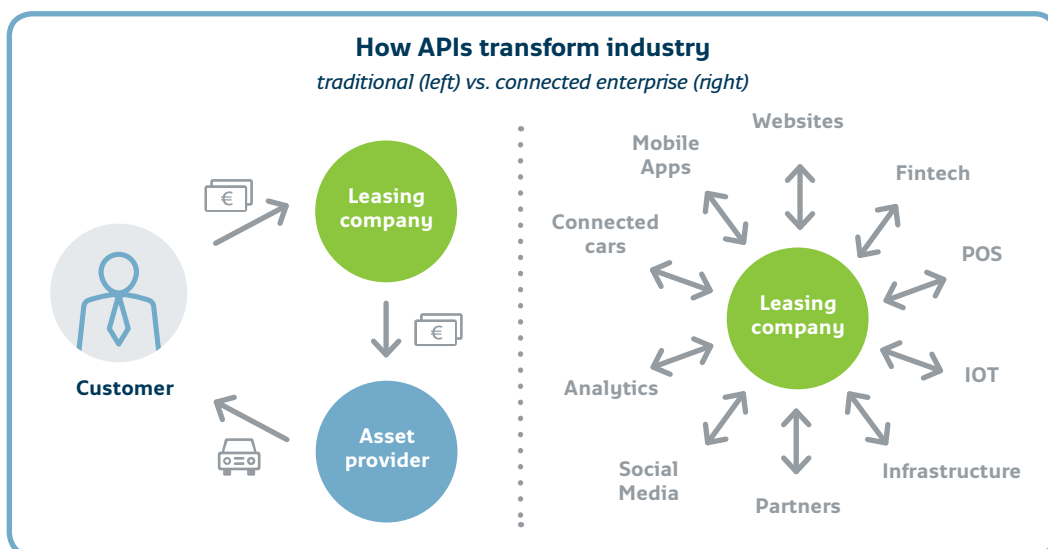 How APIs transform industry
traditional (left) vs. connected enterprise (right)
€
Leasing
company
€
Customer
Asset
provider
Websites
Mobile
Apps
Fintech
Connected
cars
POS
Leasing
company
Analytics
IOT
Social
Media
Infrastructure
Partners